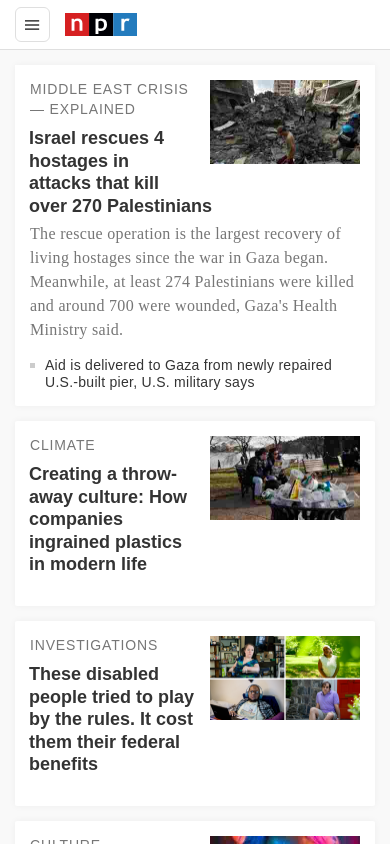 npr
MIDDLE EAST CRISIS
— EXPLAINED
Israel rescues 4
hostages in
attacks that kill
over 270 Palestinians
The rescue operation is the largest recovery of
living hostages since the war in Gaza began.
Meanwhile, at least 274 Palestinians were killed
and around 700 were wounded, Gaza's Health
Ministry said.
Aid is delivered to Gaza from newly repaired
U.S.-built pier, U.S. military says
CLIMATE
Creating a throw-
away culture: How
companies
ingrained plastics
in modern life
INVESTIGATIONS
These disabled
people tried to play
by the rules. It cost
them their federal
benefits
CULTURE